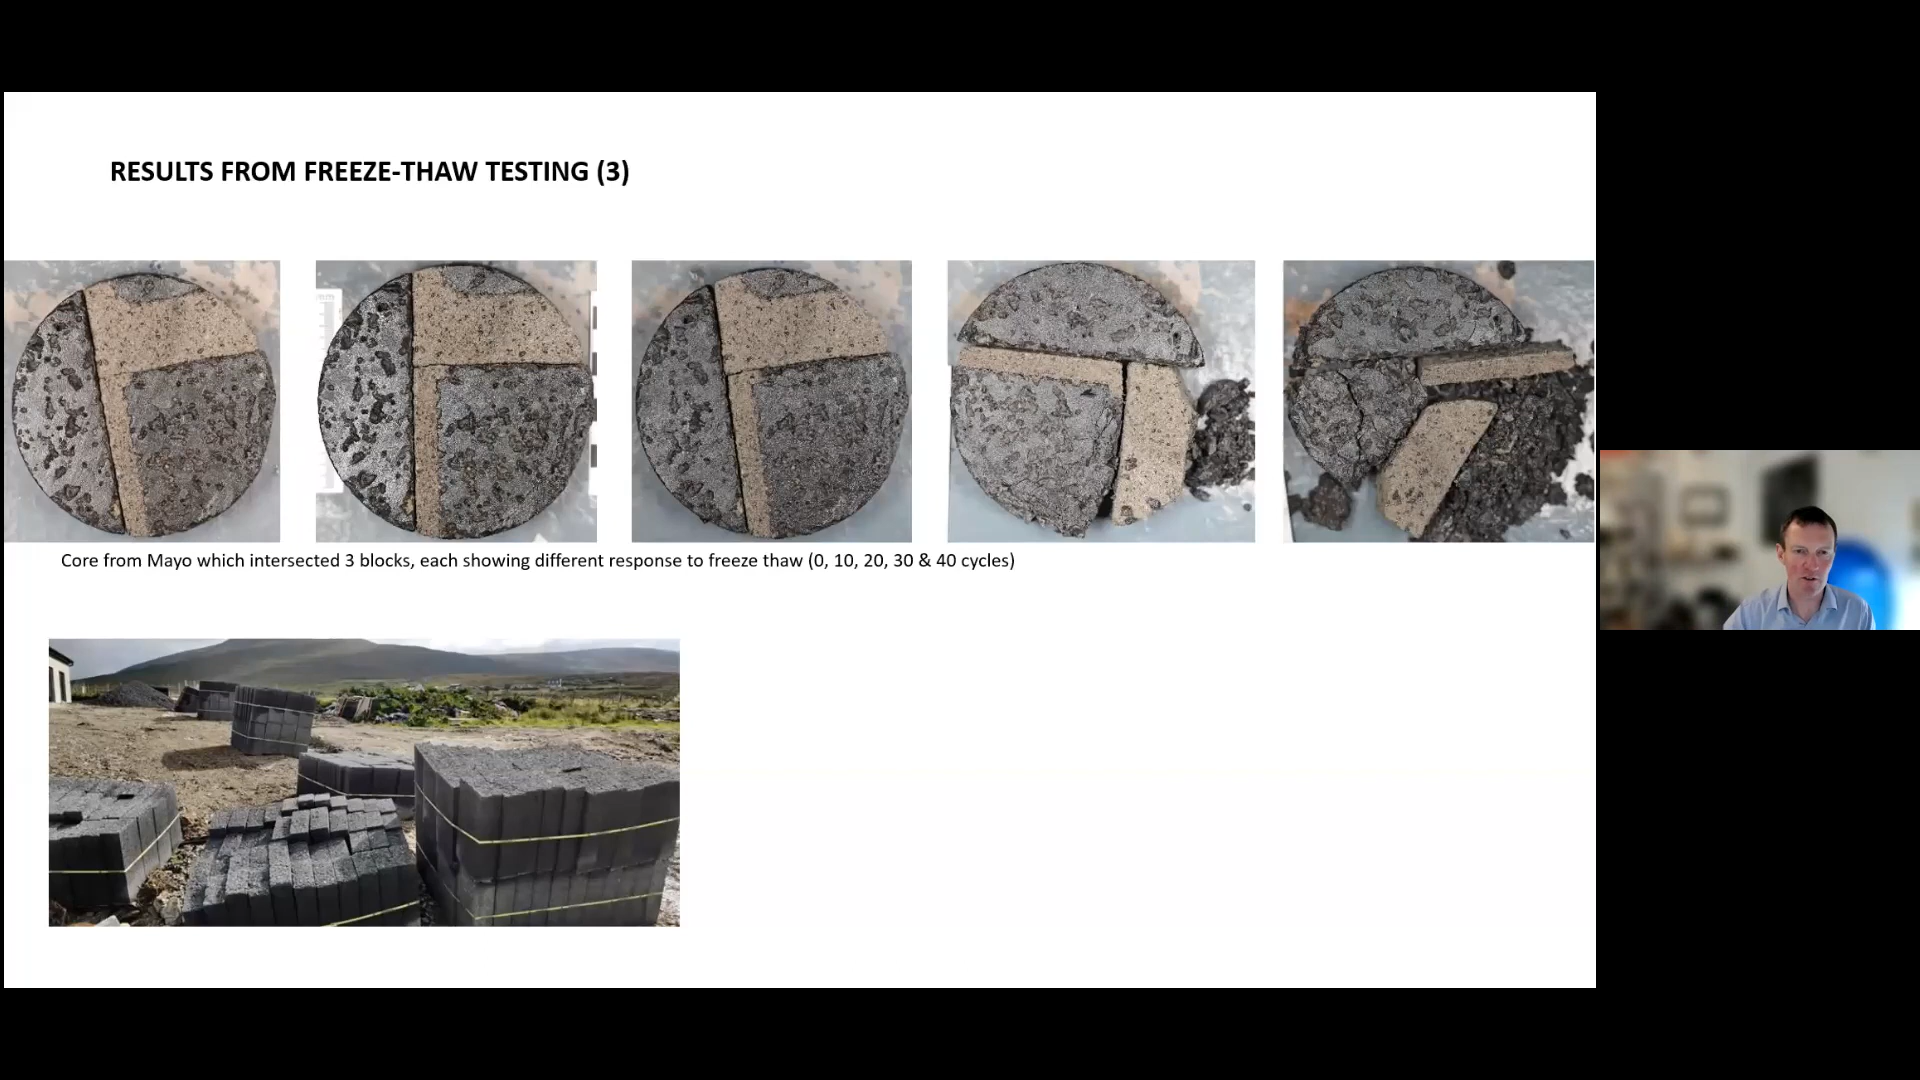 RESULTS FROM FREEZE-THAW TESTING (3)
Core from Mayo which intersected 3 blocks, each showing different response to freeze thaw (0, 10, 20, 30 & 40 cycles)